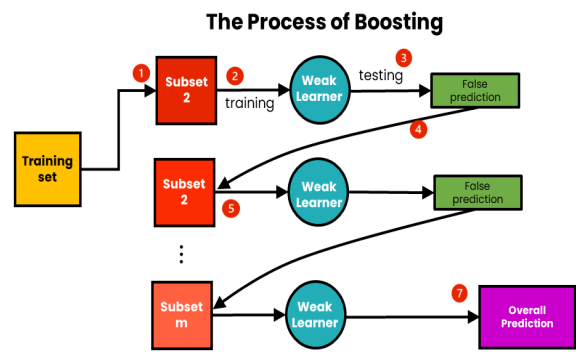 The Process of Boosting
1
Subset
2
2
training
Weak
Learner
3
testing
False
prediction
4
Training
set
Subset
2
5
Weak
Learner
False
prediction
Subset
m
Weak
Learner
7
Overall
Prediction